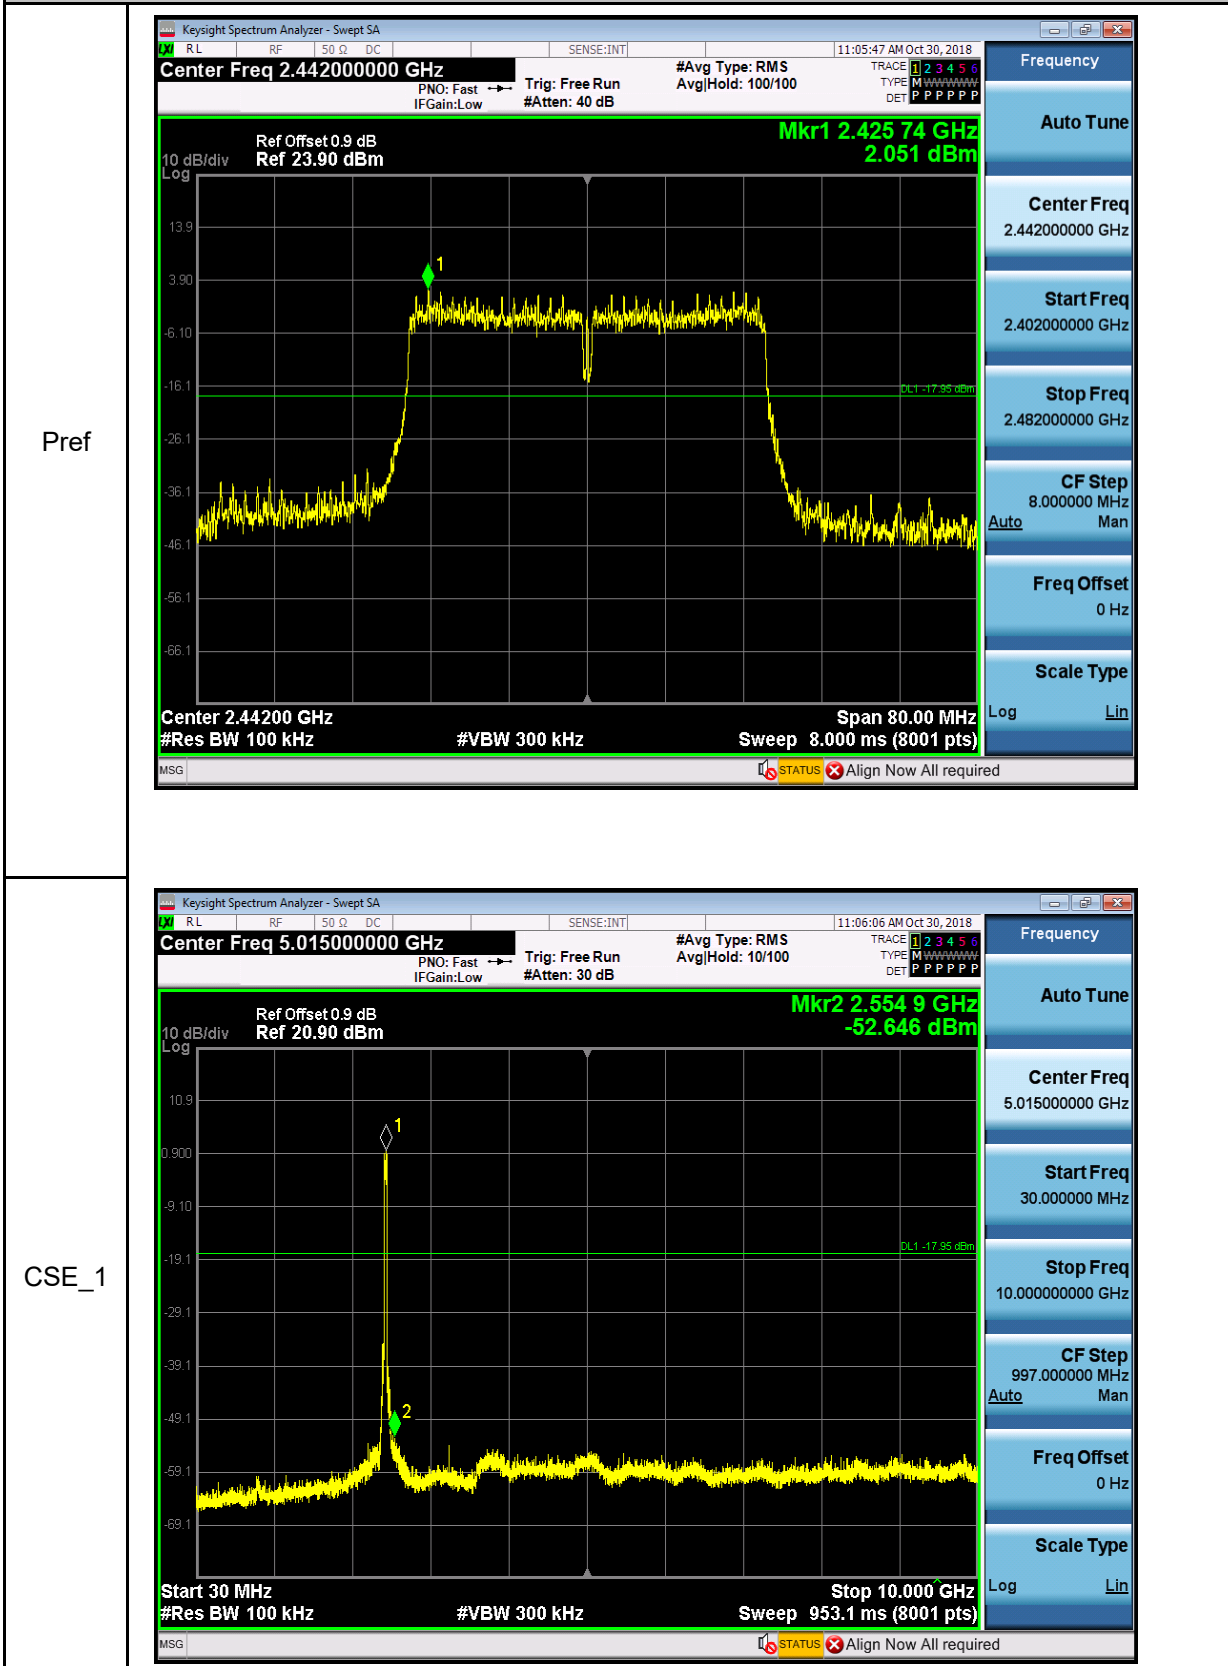 Pref
Keysight Spectrum Analyzer - Swept SA
LXI RL RF 50 Ω DC SENSE:INT 11:05:47 AM Oct 30, 2018
Center Freq 2.442000000 GHz
PNO: Fast
IFGain:Low
Trig: Free Run
#Atten: 40 dB
#Avg Type: RMS
Avg|Hold: 100/100
TRACE 1 2 3 4 5 6
TYPE M WWWWW
DET P P P P P P
Mkr1 2.425 74 GHz
2.051 dBm
Ref Offset 0.9 dB
Ref 23.90 dBm
10 dB/div
Log
13.9
3.90
-6.10
-16.1
-26.1
-36.1
-46.1
-56.1
-66.1
1
DL1 -17.95 dBm
Center 2.44200 GHz
Span 80.00 MHz
#Res BW 100 kHz
#VBW 300 kHz
Sweep 8.000 ms (8001 pts)
MSG
STATUS
Align Now All required
Frequency
Auto Tune
Center Freq
2.442000000 GHz
Start Freq
2.402000000 GHz
Stop Freq
2.482000000 GHz
CF Step
8.000000 MHz
Auto Man
Freq Offset
0 Hz
Scale Type
Log Lin
CSE_1
Keysight Spectrum Analyzer - Swept SA
LXI RL RF 50 Ω DC SENSE:INT 11:06:06 AM Oct 30, 2018
Center Freq 5.015000000 GHz
PNO: Fast
IFGain:Low
Trig: Free Run
#Atten: 30 dB
#Avg Type: RMS
Avg|Hold: 10/100
TRACE 1 2 3 4 5 6
TYPE M WWWWW
DET P P P P P P
Mkr2 2.554 9 GHz
-52.646 dBm
Ref Offset 0.9 dB
Ref 20.90 dBm
10 dB/div
Log
10.9
0.900
-9.10
-19.1
-29.1
-39.1
-49.1
-59.1
-69.1
1
2
DL1 -17.95 dBm
Start 30 MHz
Stop 10.000 GHz
#Res BW 100 kHz
#VBW 300 kHz
Sweep 953.1 ms (8001 pts)
MSG
STATUS
Align Now All required
Frequency
Auto Tune
Center Freq
5.015000000 GHz
Start Freq
30.000000 MHz
Stop Freq
10.000000000 GHz
CF Step
997.000000 MHz
Auto Man
Freq Offset
0 Hz
Scale Type
Log Lin